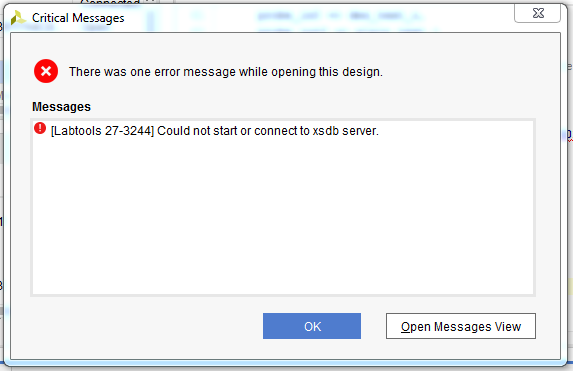 Connected
Critical Messages
There was one error message while opening this design.
Messages
[Labtools 27-3244] Could not start or connect to xsdb server.
OK
Open Messages View